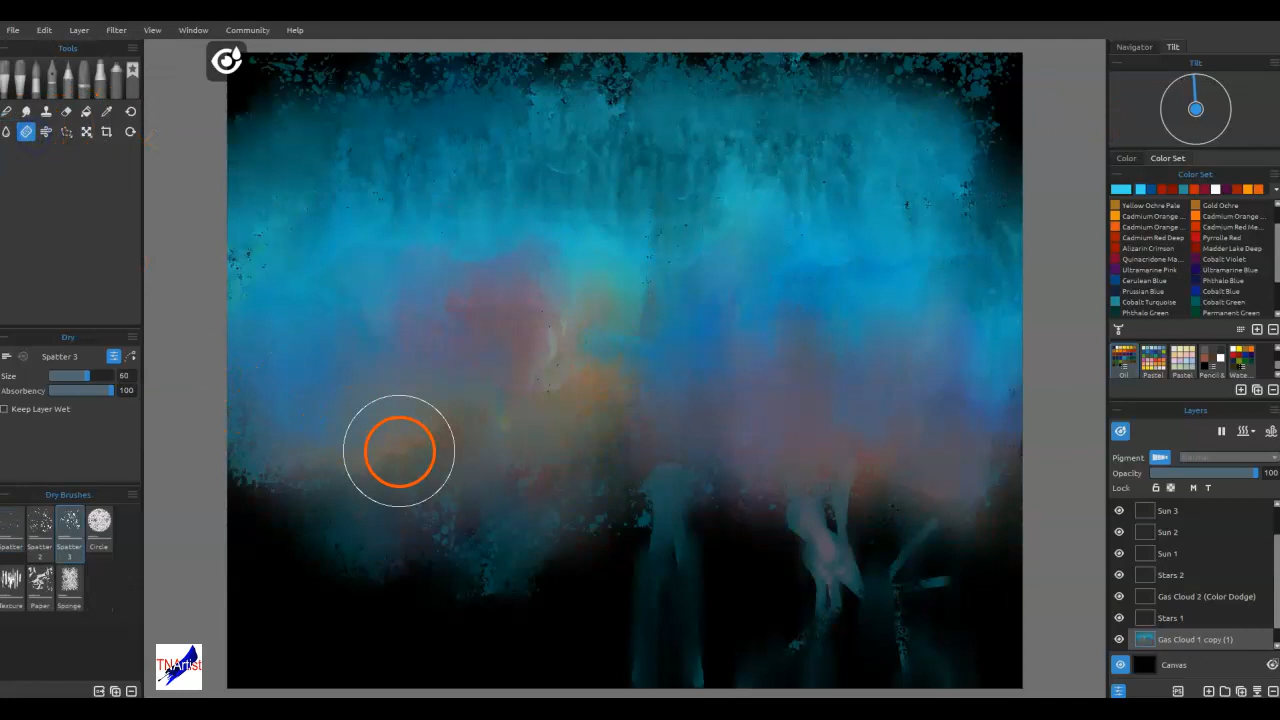 File Edit Layer Filter View Window Community Help
Tools
Navigator Tilt
Tilt
Color Color Set
Color Set
Yellow Ochre Pale Gold Ochre
Cadmium Orange ... Cadmium Orange ...
Cadmium Orange ... Cadmium Red Me...
Cadmium Red Deep Pyrrolle Red
Alizarin Crimson Madder Lake Deep
Quinacridone Ma... Cobalt Violet
Ultramarine Pink Ultramarine Blue
Cerulean Blue Phthalo Blue
Prussian Blue Cobalt Blue
Cobalt Turquoise Cobalt Green
Phthalo Green Permanent Green
Dry
Spatter 3
Size 60
Absorbency 100
Keep Layer Wet
Oil Pastel Pastel Pencil & Wate...
Layers
Pigment
Opacity 100
Lock M T
Dry Brushes
Spatter Spatter 2 Spatter 3 Circle
Texture Paper Sponge
Sun 3
Sun 2
Sun 1
Stars 2
Gas Cloud 2 (Color Dodge)
Stars 1
Gas Cloud 1 copy (1)
Canvas
PS
TNArtist